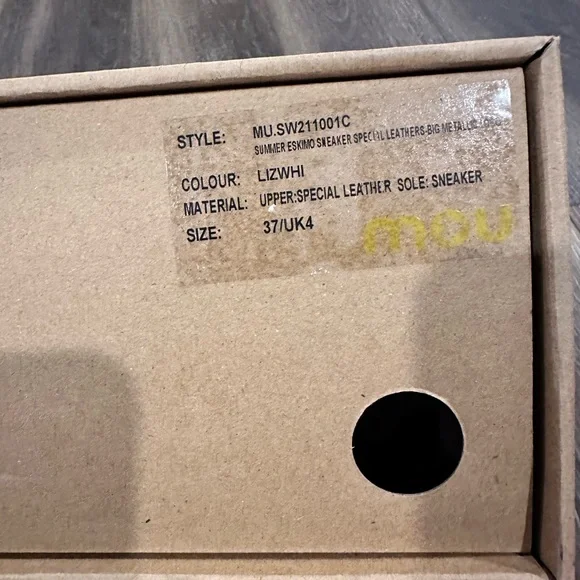 STYLE: MU.SW211001C
SUMMER ESKIMO SNEAKER SPECIAL LEATHERS-BIG METALLIC
COLOUR: LIZWHI
MATERIAL: UPPER:SPECIAL LEATHER SOLE: SNEAKER
SIZE: 37/UK4
mou